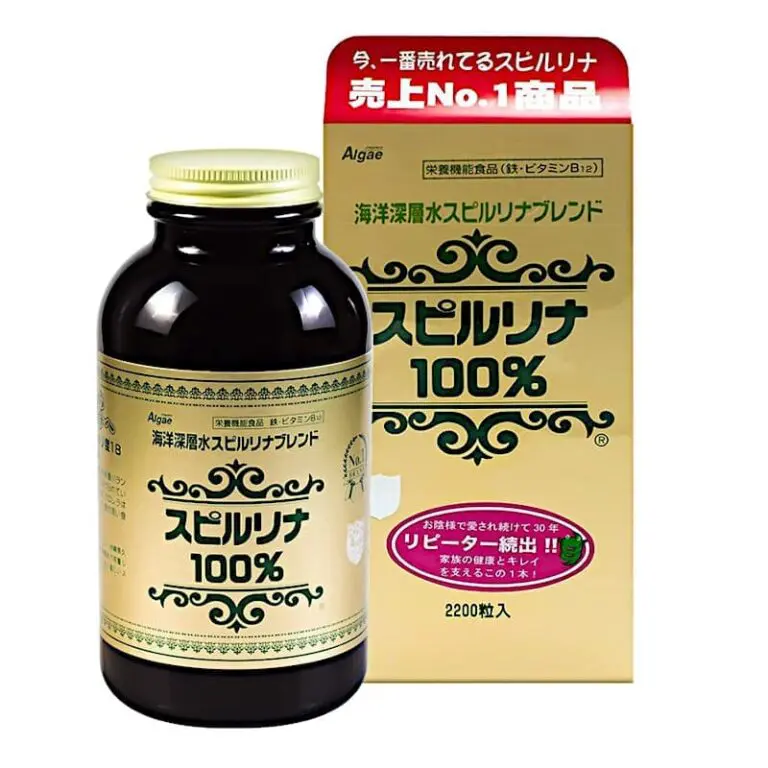 今、一番売れてるスピルリナ
売上No.1商品
Algae
栄養機能食品(鉄・ビタミンB12)
海洋深層水スピルリナブレンド
スピルリナ
100%
®
お陰様で愛され続けて30年
リピーター続出!!
家族の健康とキレイ
を支えるこの1本!
2200粒入
Algae
栄養機能食品 鉄・ビタミンB12
海洋深層水スピルリナブレンド
No.1
スピルリナ
100%
®